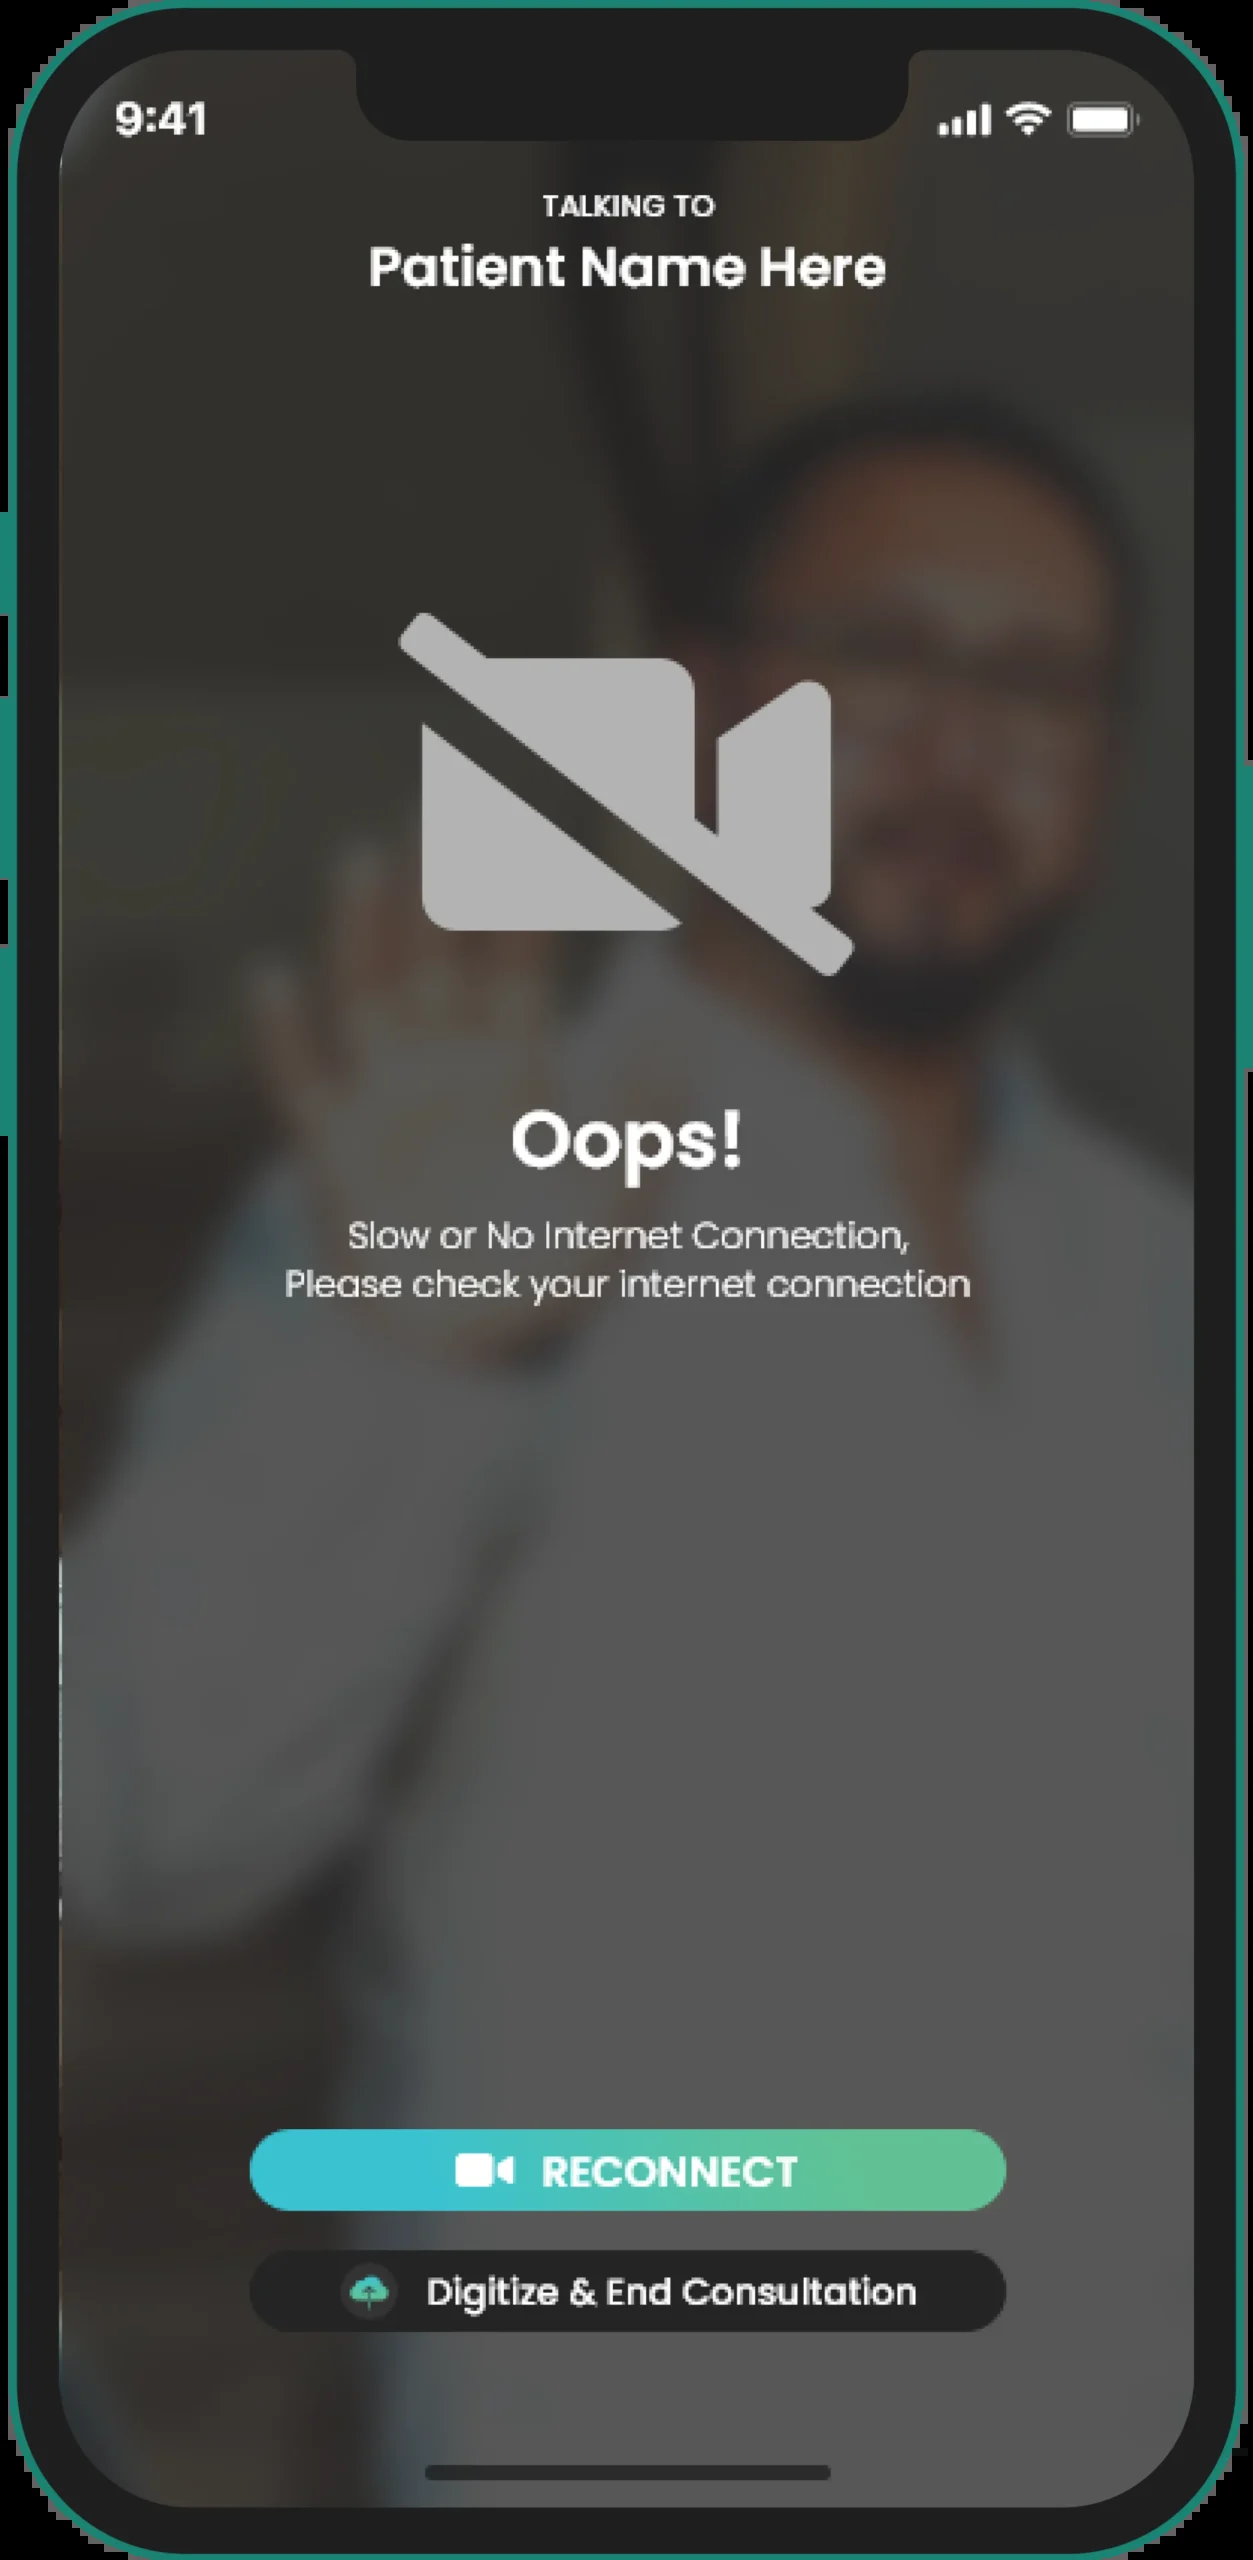 9:41
TALKING TO
Patient Name Here
Oops!
Slow or No Internet Connection,
Please check your internet connection
RECONNECT
Digitize & End Consultation